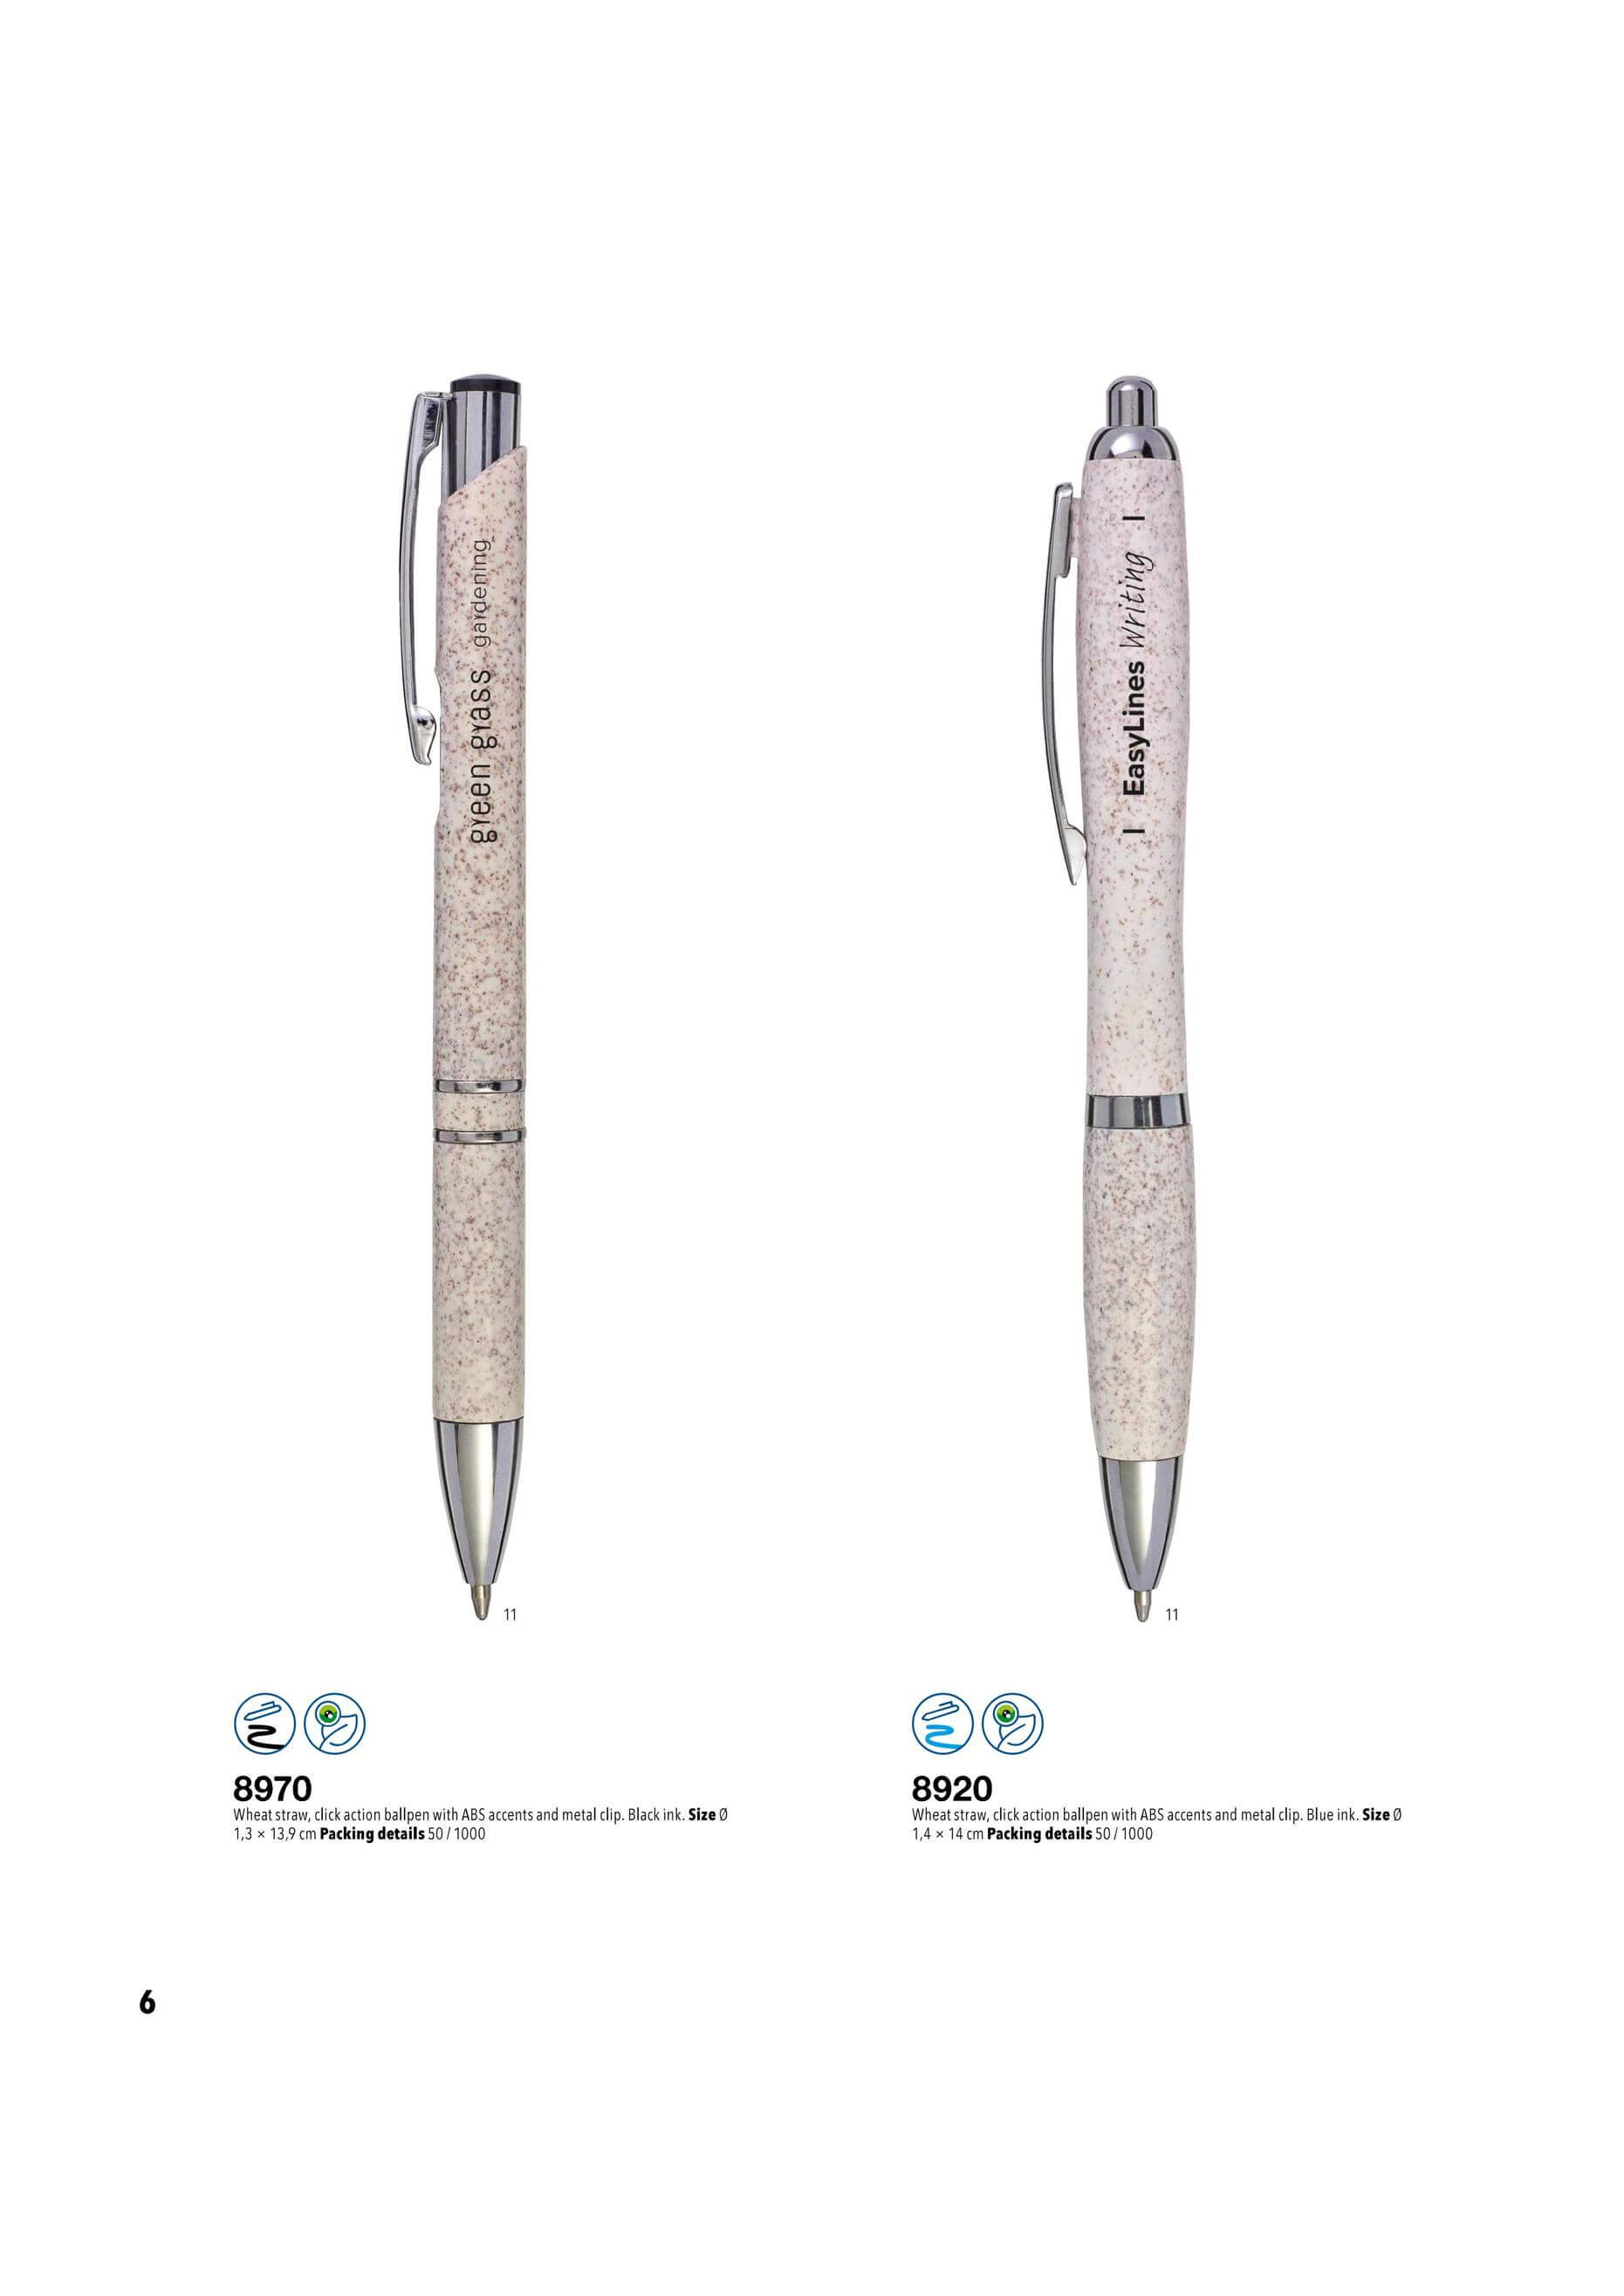 green grass gardening
| EasyLines Writing |
11
11
8970
Wheat straw, click action ballpen with ABS accents and metal clip. Black ink. Size Ø
1,3 × 13,9 cm Packing details 50 / 1000
8920
Wheat straw, click action ballpen with ABS accents and metal clip. Blue ink. Size Ø
1,4 × 14 cm Packing details 50 / 1000
6